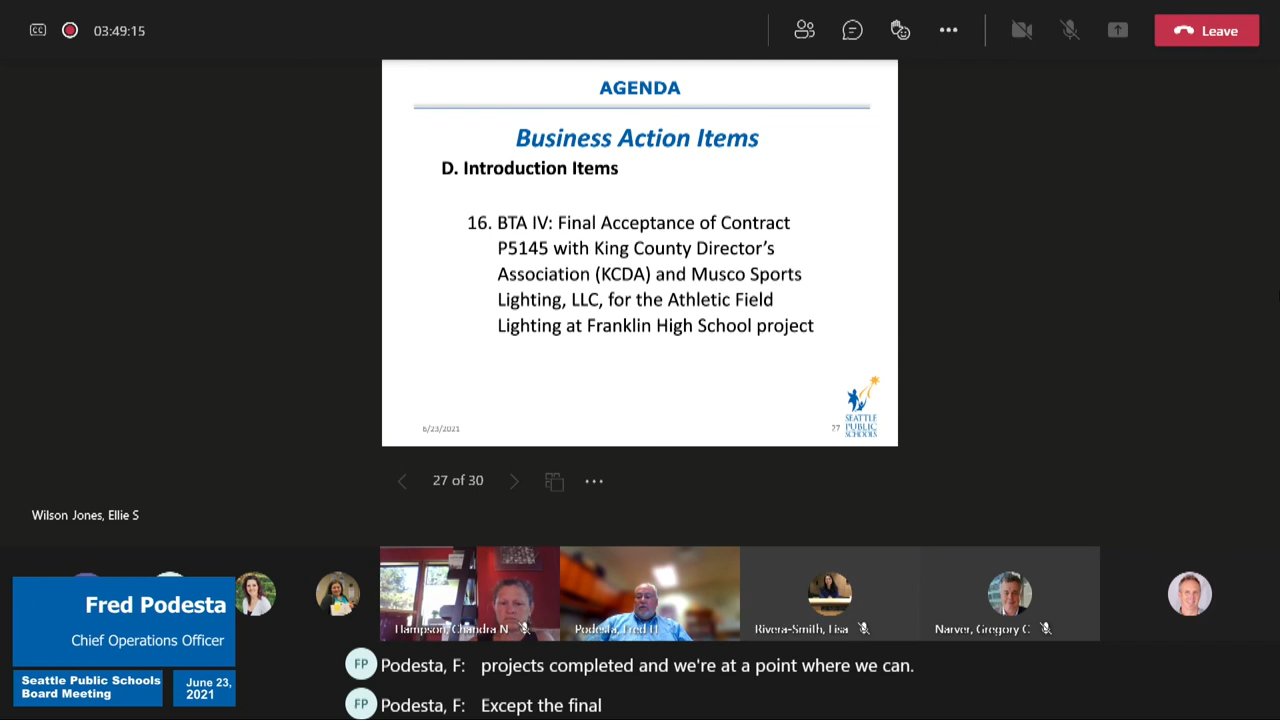 CC
03:49:15
Leave
AGENDA
Business Action Items
D. Introduction Items
16. BTA IV: Final Acceptance of Contract
P5145 with King County Director’s
Association (KCDA) and Musco Sports
Lighting, LLC, for the Athletic Field
Lighting at Franklin High School project
6/23/2021
27
SEATTLE
PUBLIC
SCHOOLS
27 of 30
Wilson Jones, Ellie S
Hampson, Chandra N
Podesta, Fred H
Rivera-Smith, Lisa
Narver, Gregory C
Fred Podesta
Chief Operations Officer
Seattle Public Schools
Board Meeting
June 23,
2021
FP Podesta, F: projects completed and we're at a point where we can.
FP Podesta, F: Except the final